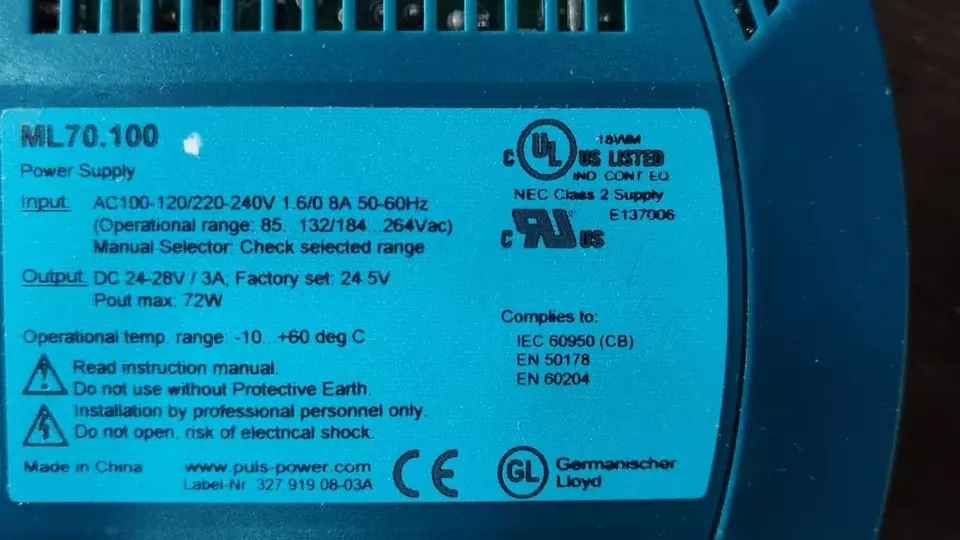 ML70.100
Power Supply
Input: AC100-120/220-240V 1.6/0.8A 50-60Hz
(Operational range: 85...132/184...264Vac)
Manual Selector: Check selected range
Output: DC 24-28V / 3A; Factory set: 24.5V
Pout max: 72W
Operational temp. range: -10...+60 deg C
Read instruction manual.
Do not use without Protective Earth.
Installation by professional personnel only.
Do not open, risk of electrical shock.
Made in China
www.puls-power.com
Label-Nr 327 919 08-03A
CE
18WM
C UL US LISTED
IND CONT EQ
NEC Class 2 Supply
E137006
C RU US
Complies to:
IEC 60950 (CB)
EN 50178
EN 60204
GL Germanischer
Lloyd